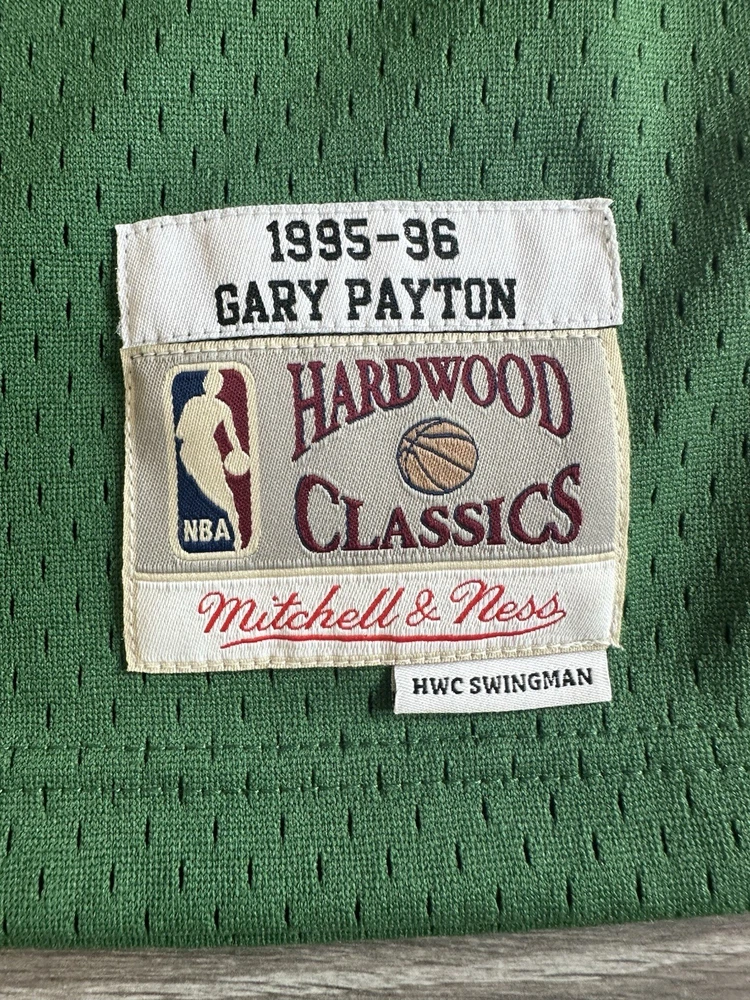 1995-96
GARY PAYTON
HARDWOOD
CLASSICS
NBA
Mitchell & Ness
HWC SWINGMAN